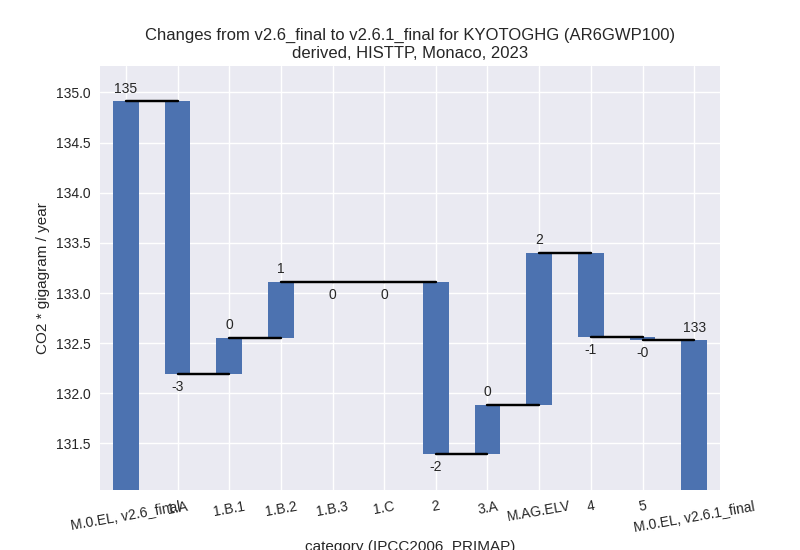 Changes from v2.6_final to v2.6.1_final for KYOTOGHG (AR6GWP100)
derived, HISTTP, Monaco, 2023
CO2 * gigagram / year
135.0
134.5
134.0
133.5
133.0
132.5
132.0
131.5
135
-3
0
1
0
0
-2
0
2
-1
-0
133
M.0.EL, v2.6_final
1.A
1.B.1
1.B.2
1.B.3
1.C
2
3.A
M.AG.ELV
4
5
M.0.EL, v2.6.1_final
category (IPCC2006_PRIMAP)